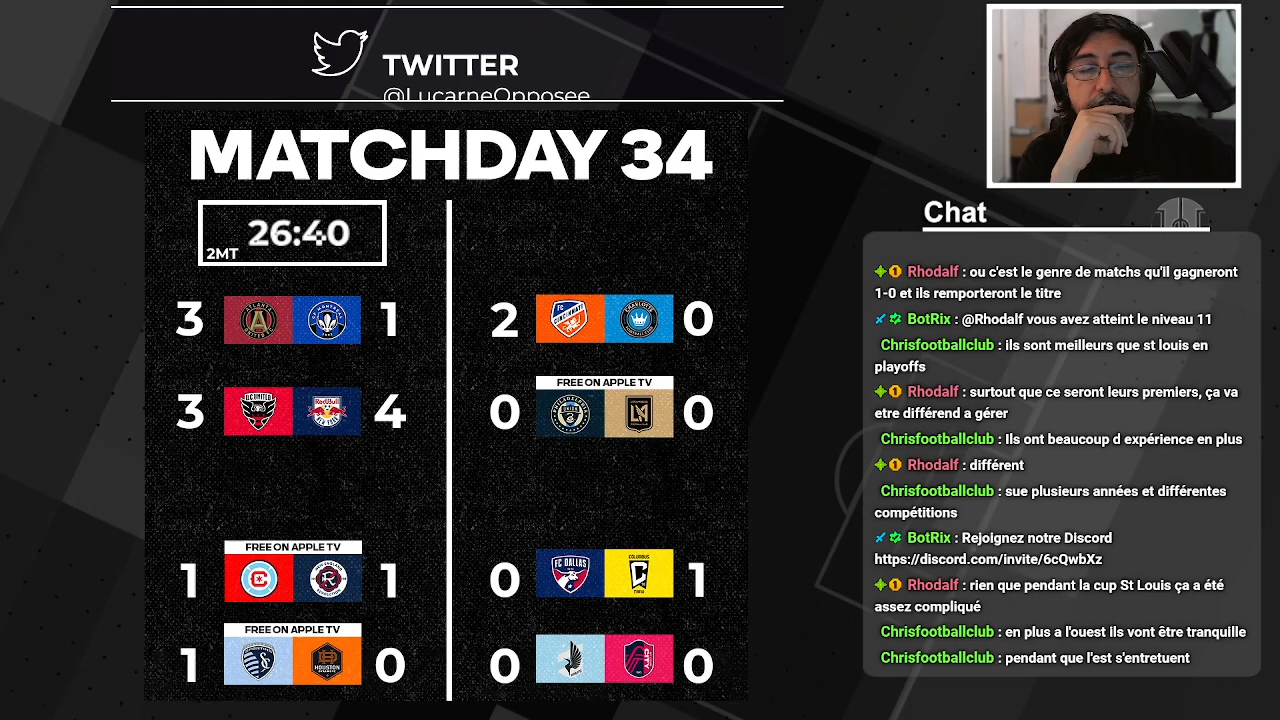 TWITTER
@LucarneOpposee
MATCHDAY 34
26:40
2MT
3 1
2 0
FREE ON APPLE TV
3 4
0 0
FREE ON APPLE TV
1 1
0 1
FREE ON APPLE TV
1 0
0 0
Chat
Rhodalf : ou c'est le genre de matchs qu'il gagneront
1-0 et ils remporteront le titre
BotRix : @Rhodalf vous avez atteint le niveau 11
Chrisfootballclub : ils sont meilleurs que st louis en
playoffs
Rhodalf : surtout que ce seront leurs premiers, ça va
etre différend a gérer
Chrisfootballclub : Ils ont beaucoup d expérience en plus
Rhodalf : différent
Chrisfootballclub : sue plusieurs années et différentes
compétitions
BotRix : Rejoignez notre Discord
https://discord.com/invite/6cQwbXz
Rhodalf : rien que pendant la cup St Louis ça a été
assez compliqué
Chrisfootballclub : en plus a l'ouest ils vont être tranquille
Chrisfootballclub : pendant que l'est s'entretuent